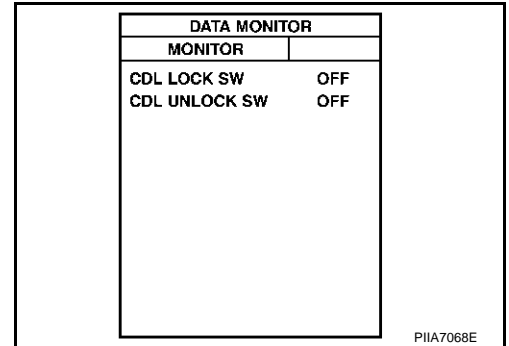 DATA MONITOR
MONITOR
CDL LOCK SW OFF
CDL UNLOCK SW OFF
PIIA7068E